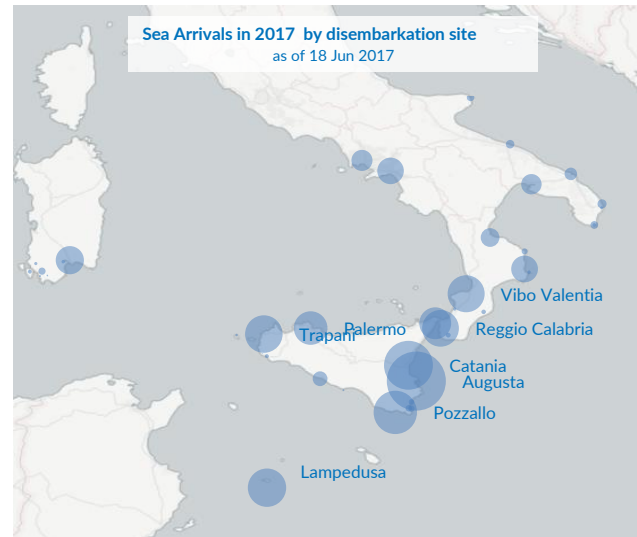 Sea Arrivals in 2017 by disembarkation site
as of 18 Jun 2017
Vibo Valentia
Palermo
Reggio Calabria
Trapani
Catania
Augusta
Pozzallo
Lampedusa